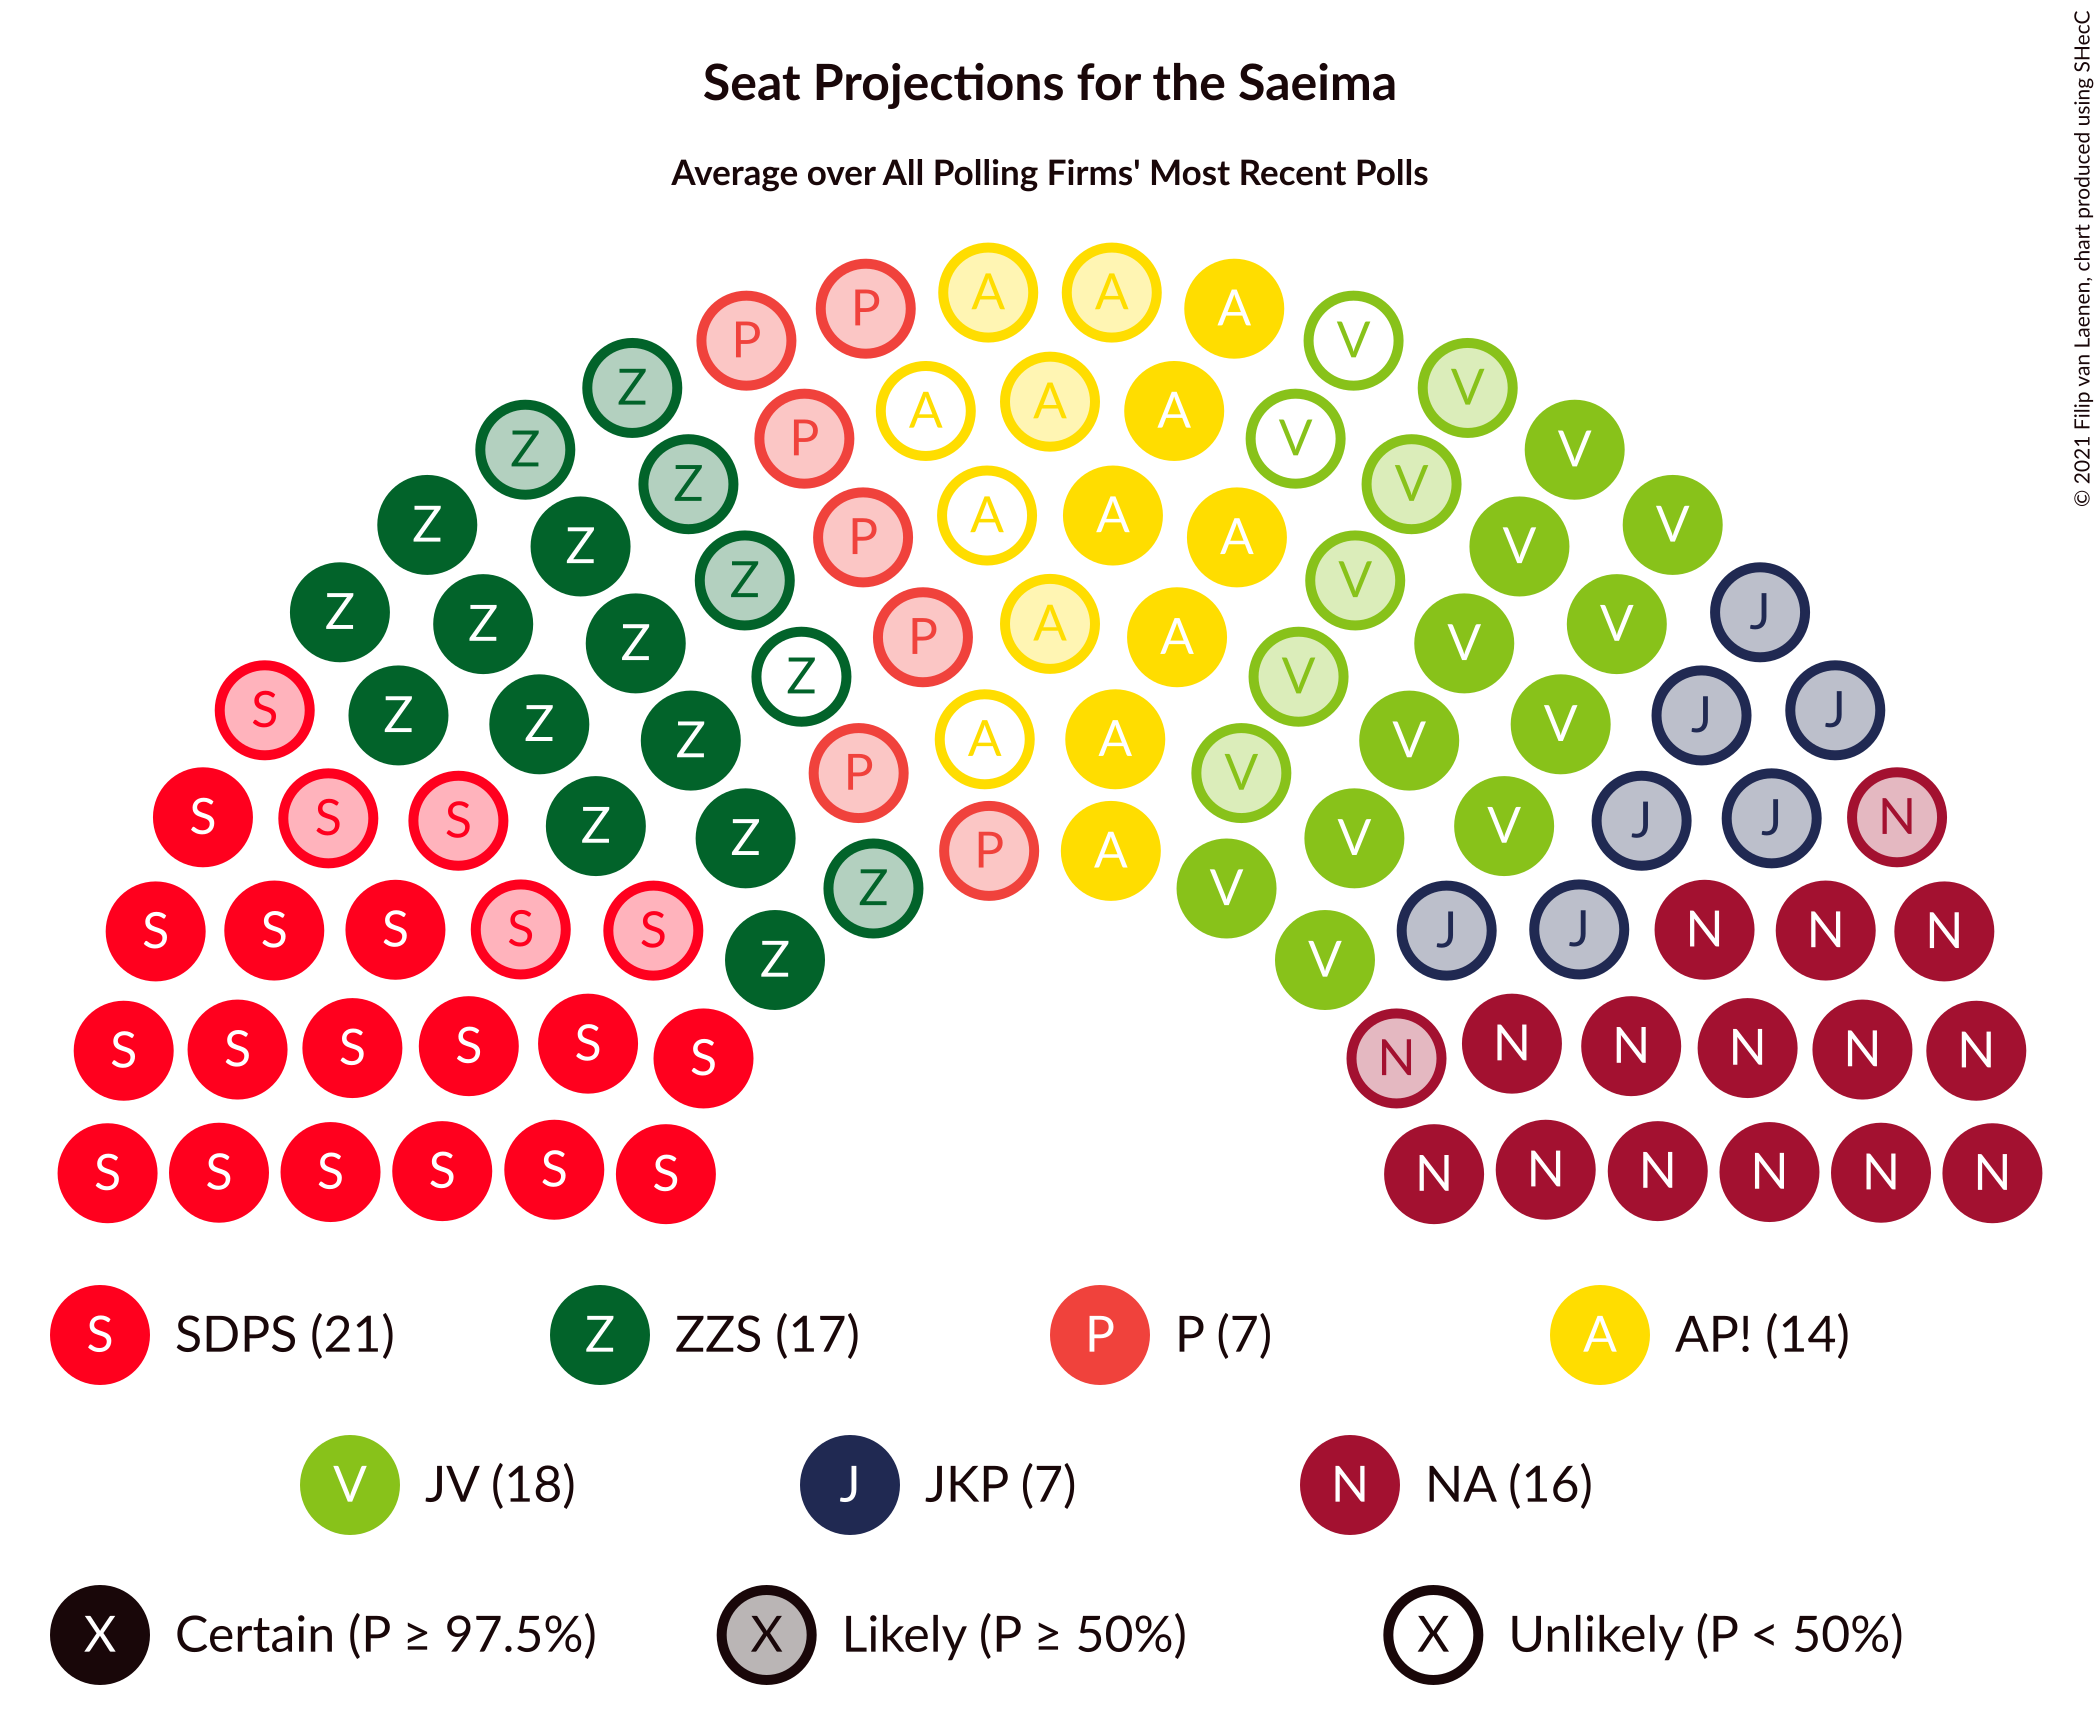 Seat Projections for the Saeima
Average over All Polling Firms' Most Recent Polls
© 2021 Filip van Laenen, chart produced using SHecC
A A
P A
P V
Z V
A A A
P V
Z V
Z V
Z A A V
Z P A V
Z V
Z J
Z A V
Z P A V
Z V
S Z Z V J J
Z A A V
P V
S S S Z Z V V J J N
P A
Z V
S S S S S J J N N N
Z V
S S S S S S N N N N N N
S S S S S S N N N N N N
S SDPS (21) Z ZZS (17) P P (7) A AP! (14)
V JV (18) J JKP (7) N NA (16)
X Certain (P ≥ 97.5%) X Likely (P ≥ 50%) X Unlikely (P < 50%)